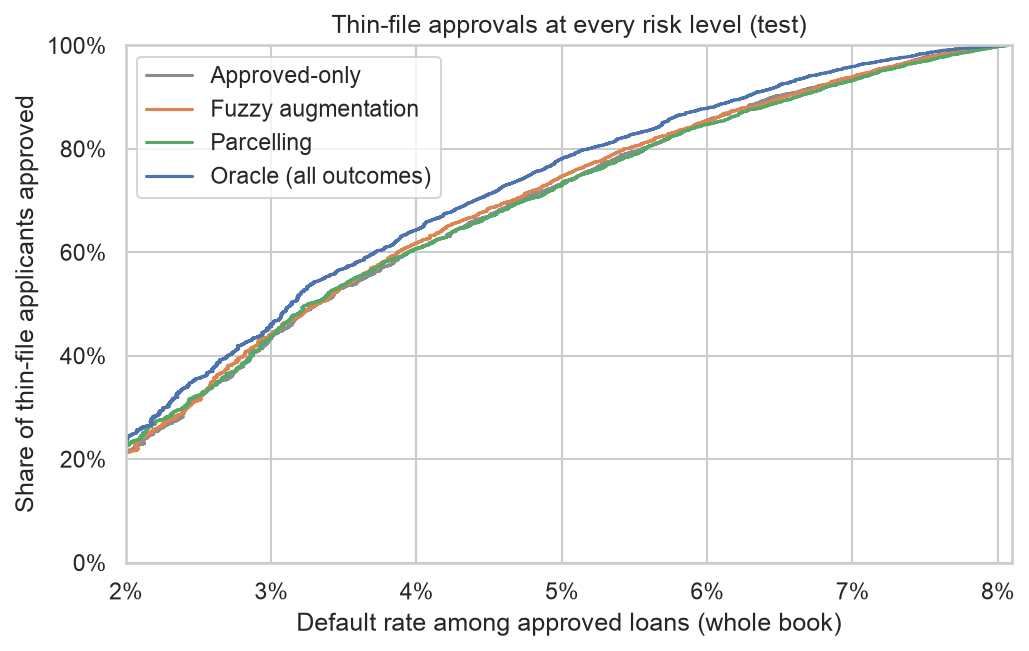 Thin-file approvals at every risk level (test)
100%
80%
60%
40%
20%
0%
Share of thin-file applicants approved
Approved-only
Fuzzy augmentation
Parcelling
Oracle (all outcomes)
2%
3%
4%
5%
6%
7%
8%
Default rate among approved loans (whole book)